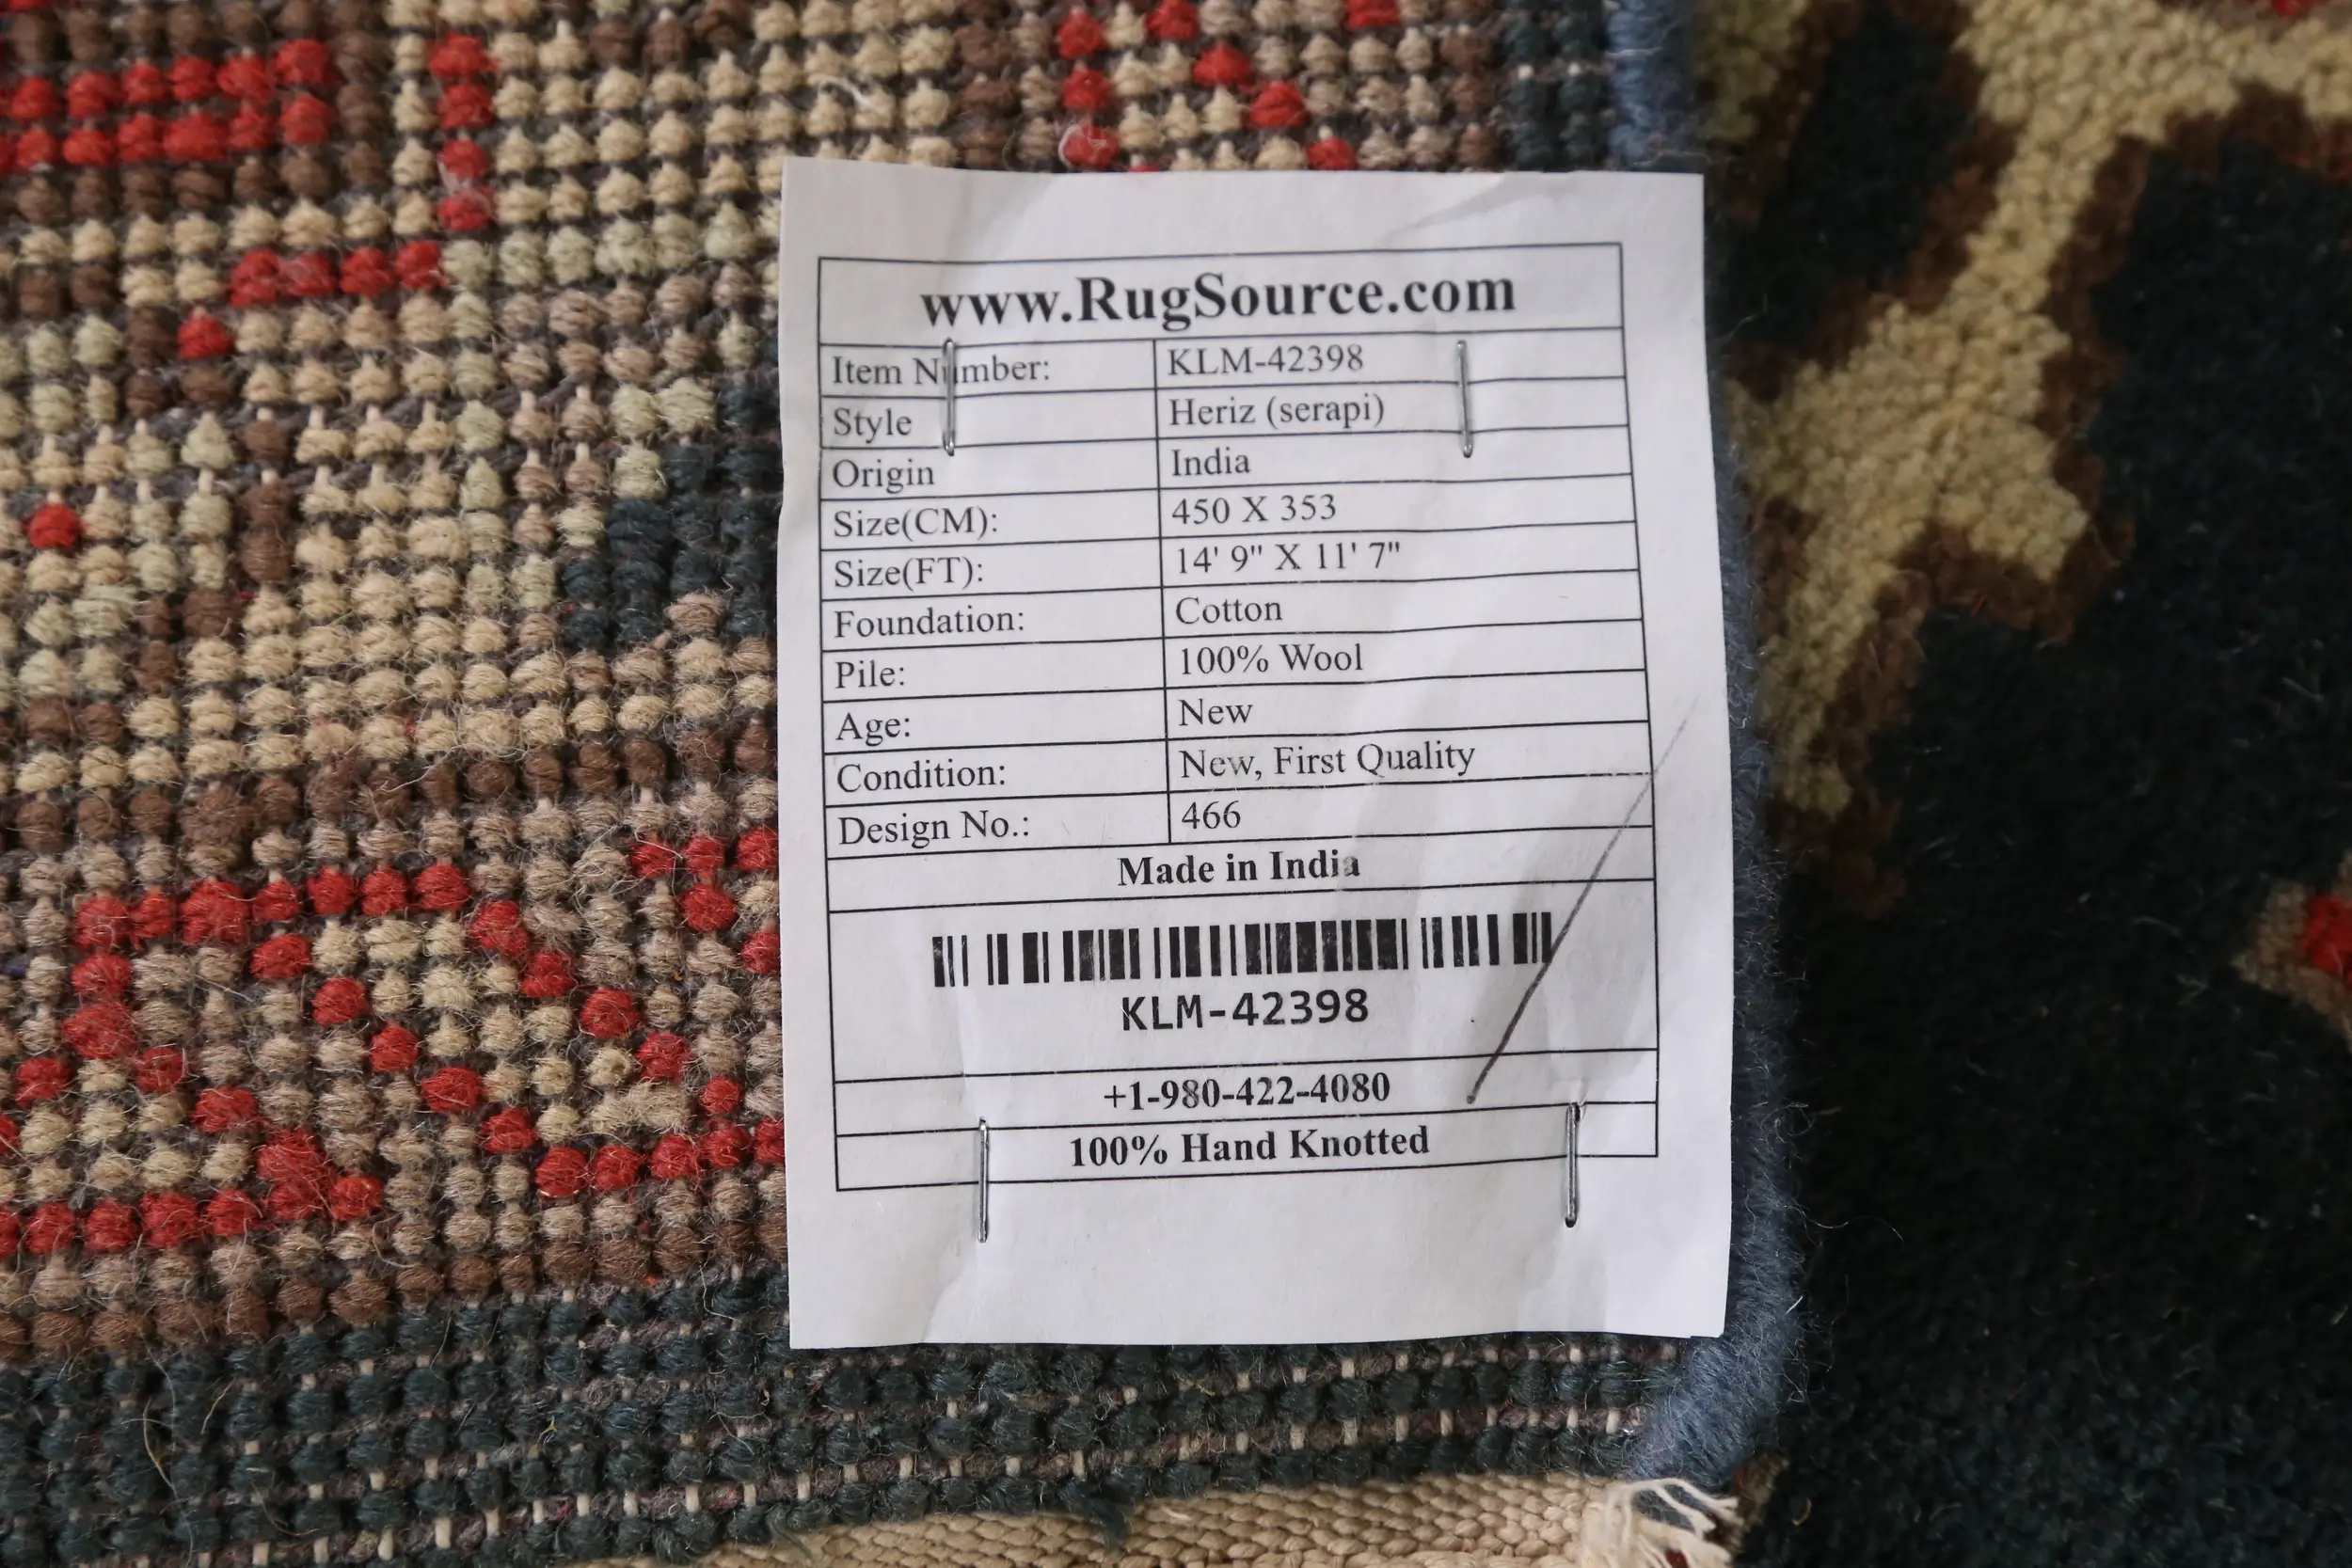 www.RugSource.com
Item Number: KLM-42398
Style Heriz (serapi)
Origin India
Size(CM): 450 X 353
Size(FT): 14' 9" X 11' 7"
Foundation: Cotton
Pile: 100% Wool
Age: New
Condition: New, First Quality
Design No.: 466
Made in India
KLM-42398
+1-980-422-4080
100% Hand Knotted